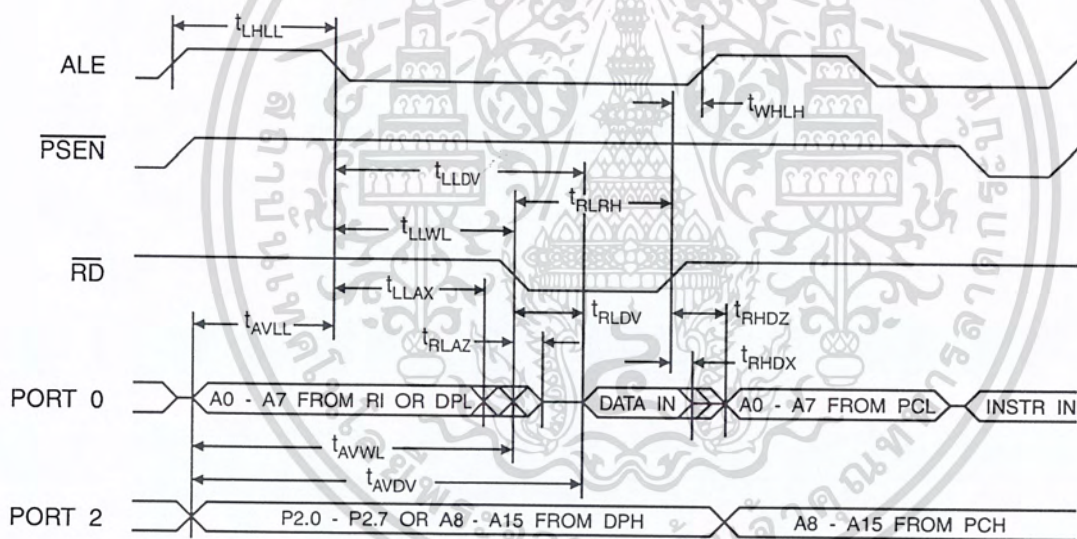 tLHLL
ALE
tWHLH
PSEN
tLLDV
tRLRH
tLLWL
RD
tLLAX
tAVLL
tRLDV
tRHDZ
tRLAZ
tRHDX
PORT 0
A0 - A7 FROM RI OR DPL
DATA IN
A0 - A7 FROM PCL
INSTR IN
tAVWL
tAVDV
PORT 2
P2.0 - P2.7 OR A8 - A15 FROM DPH
A8 - A15 FROM PCH